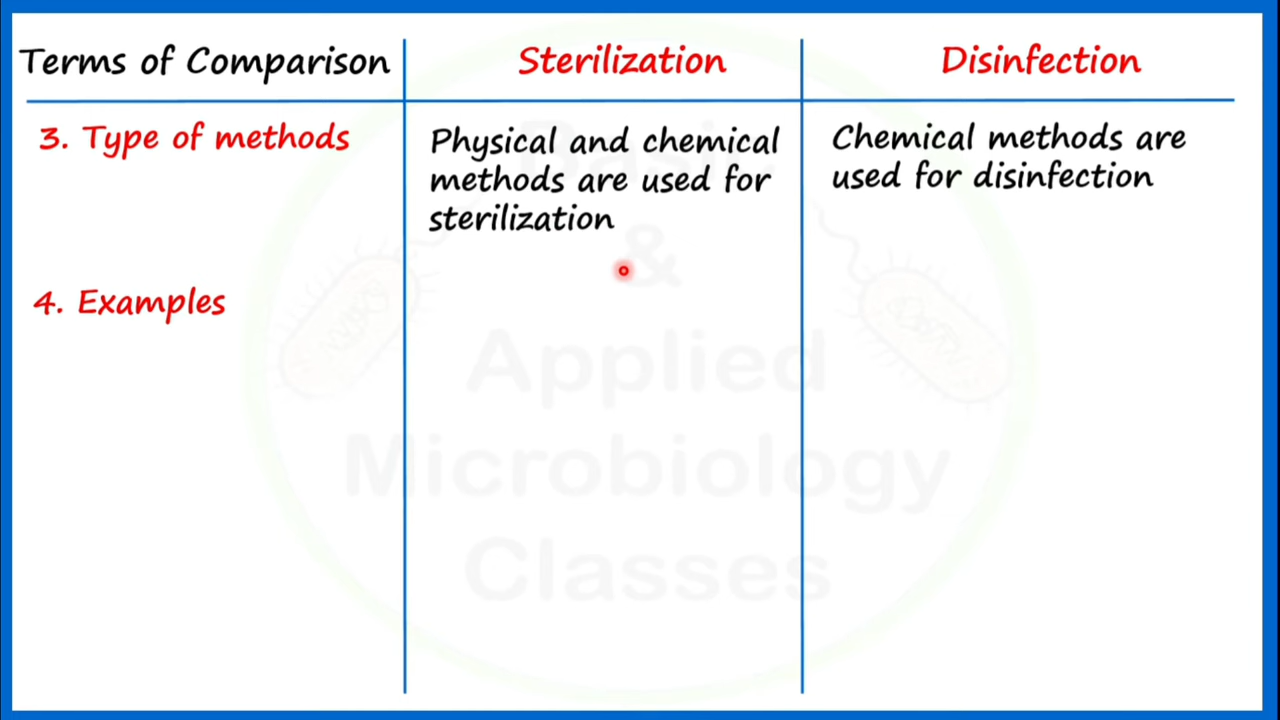 Terms of Comparison
Sterilization
Disinfection
3. Type of methods
Physical and chemical
methods are used for
sterilization
Chemical methods are
used for disinfection
4. Examples
Basic
&
Applied
Microbiology
Classes